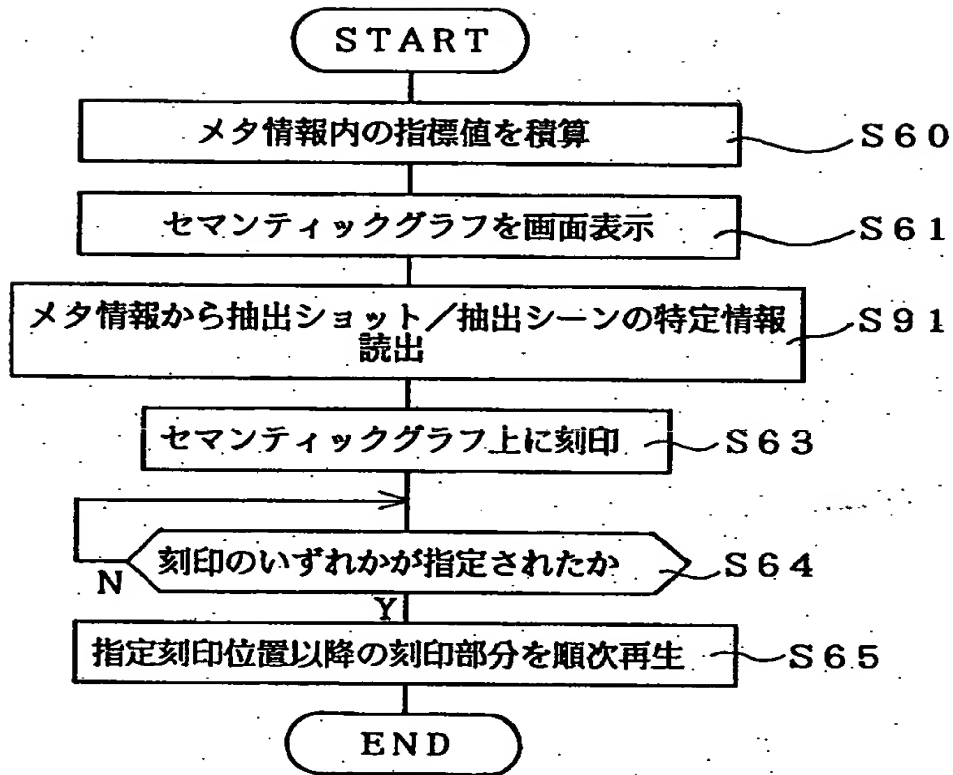 START
メタ情報内の指標値を積算
S60
セマンティックグラフを画面表示
S61
メタ情報から抽出ショット／抽出シーンの特定情報
読出
S91
セマンティックグラフ上に刻印
S63
刻印のいずれかが指定されたか
S64
N
Y
指定刻印位置以降の刻印部分を順次再生
S65
END